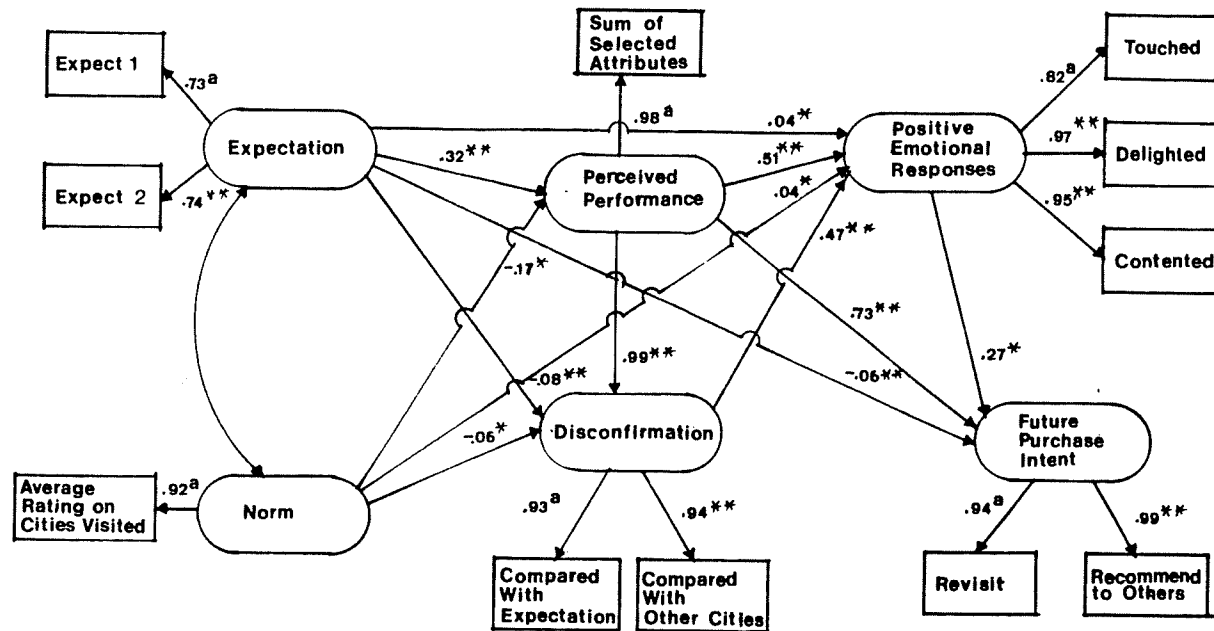 Sum of
Selected
Attributes
Expect 1
.73a
Touched
.82a
Expectation
.98a
.04*
Positive
Emotional
Responses
.97**
Delighted
.32**
.51**
Perceived
Performance
.04*
Expect 2
.74**
.95**
.47**
Contented
-.17*
.73**
.99**
.27*
-.08**
-.06**
-.06*
Disconfirmation
Future
Purchase
Intent
Average
Rating on
Cities Visited
.92a
Norm
.93a
.94**
.94a
.99**
Compared
With
Expectation
Compared
With
Other Cities
Revisit
Recommend
to Others